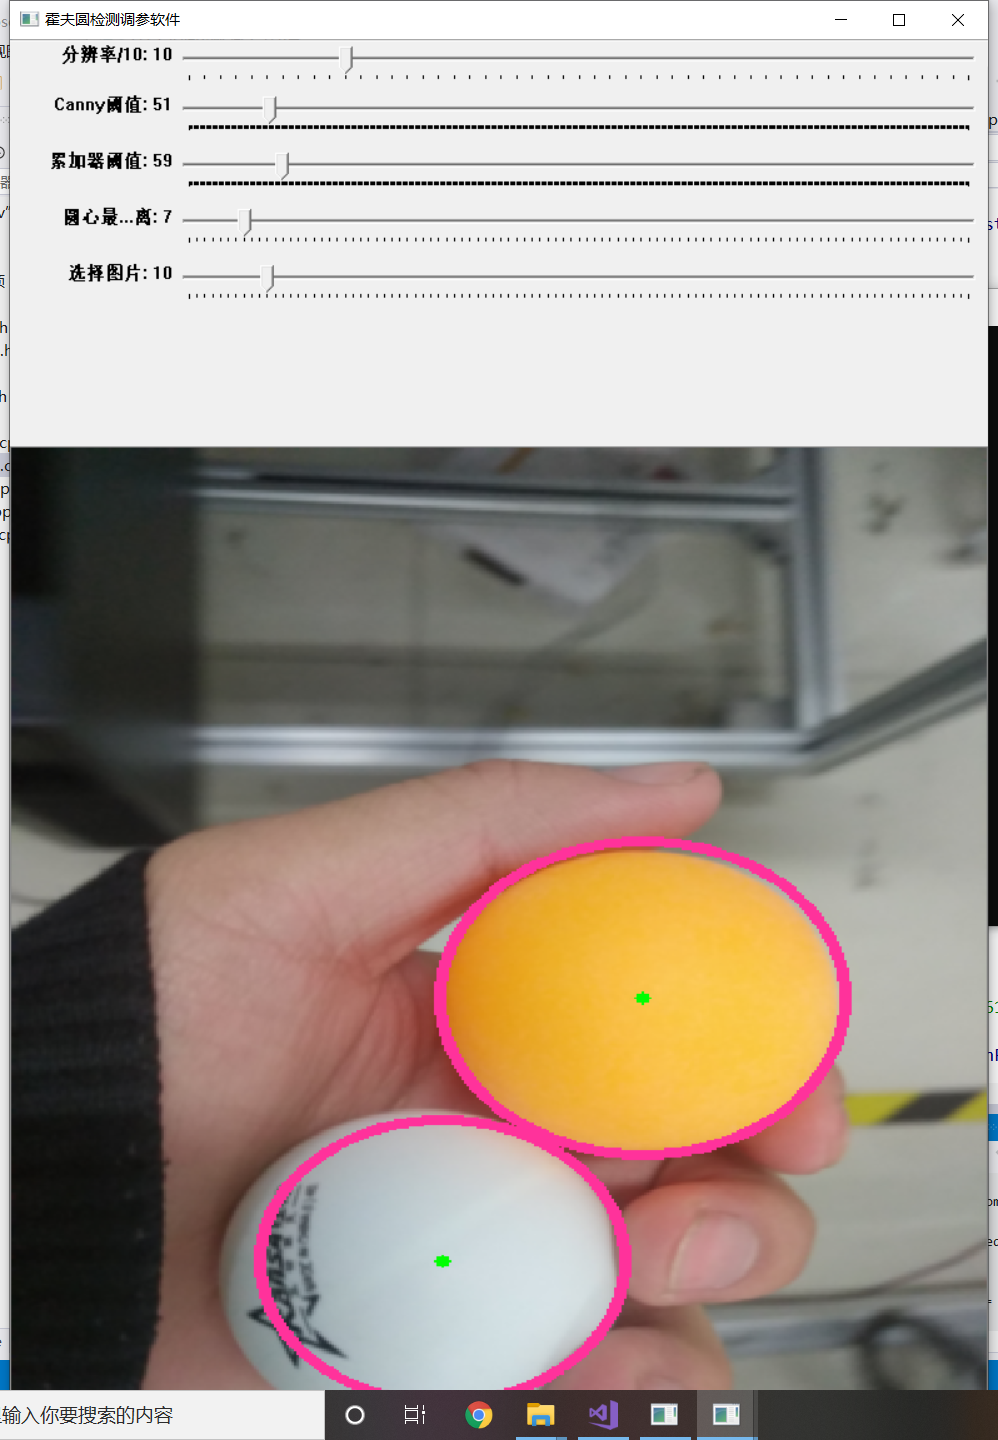 霍夫圆检测调参软件
分辨率/10: 10
Canny阈值: 51
累加器阈值: 59
圆心最...离: 7
选择图片: 10
输入你要搜索的内容